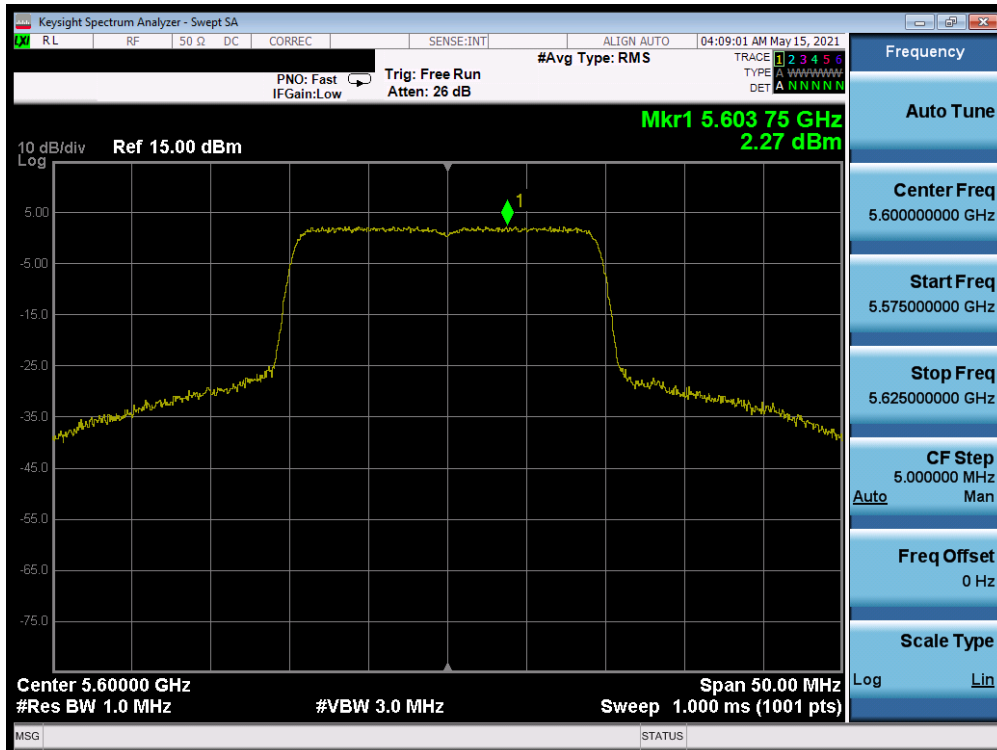 Keysight Spectrum Analyzer - Swept SA
LXI RL RF 50 Ω DC CORREC SENSE:INT ALIGN AUTO 04:09:01 AM May 15, 2021
PNO: Fast
IFGain:Low
Trig: Free Run
Atten: 26 dB
#Avg Type: RMS
TRACE 1 2 3 4 5 6
TYPE A WWWWWW
DET A N N N N N
Mkr1 5.603 75 GHz
2.27 dBm
10 dB/div Ref 15.00 dBm
Log
1
5.00
-5.00
-15.0
-25.0
-35.0
-45.0
-55.0
-65.0
-75.0
Center 5.60000 GHz Span 50.00 MHz
#Res BW 1.0 MHz #VBW 3.0 MHz Sweep 1.000 ms (1001 pts)
MSG STATUS
Frequency
Auto Tune
Center Freq
5.600000000 GHz
Start Freq
5.575000000 GHz
Stop Freq
5.625000000 GHz
CF Step
5.000000 MHz
Auto Man
Freq Offset
0 Hz
Scale Type
Log Lin